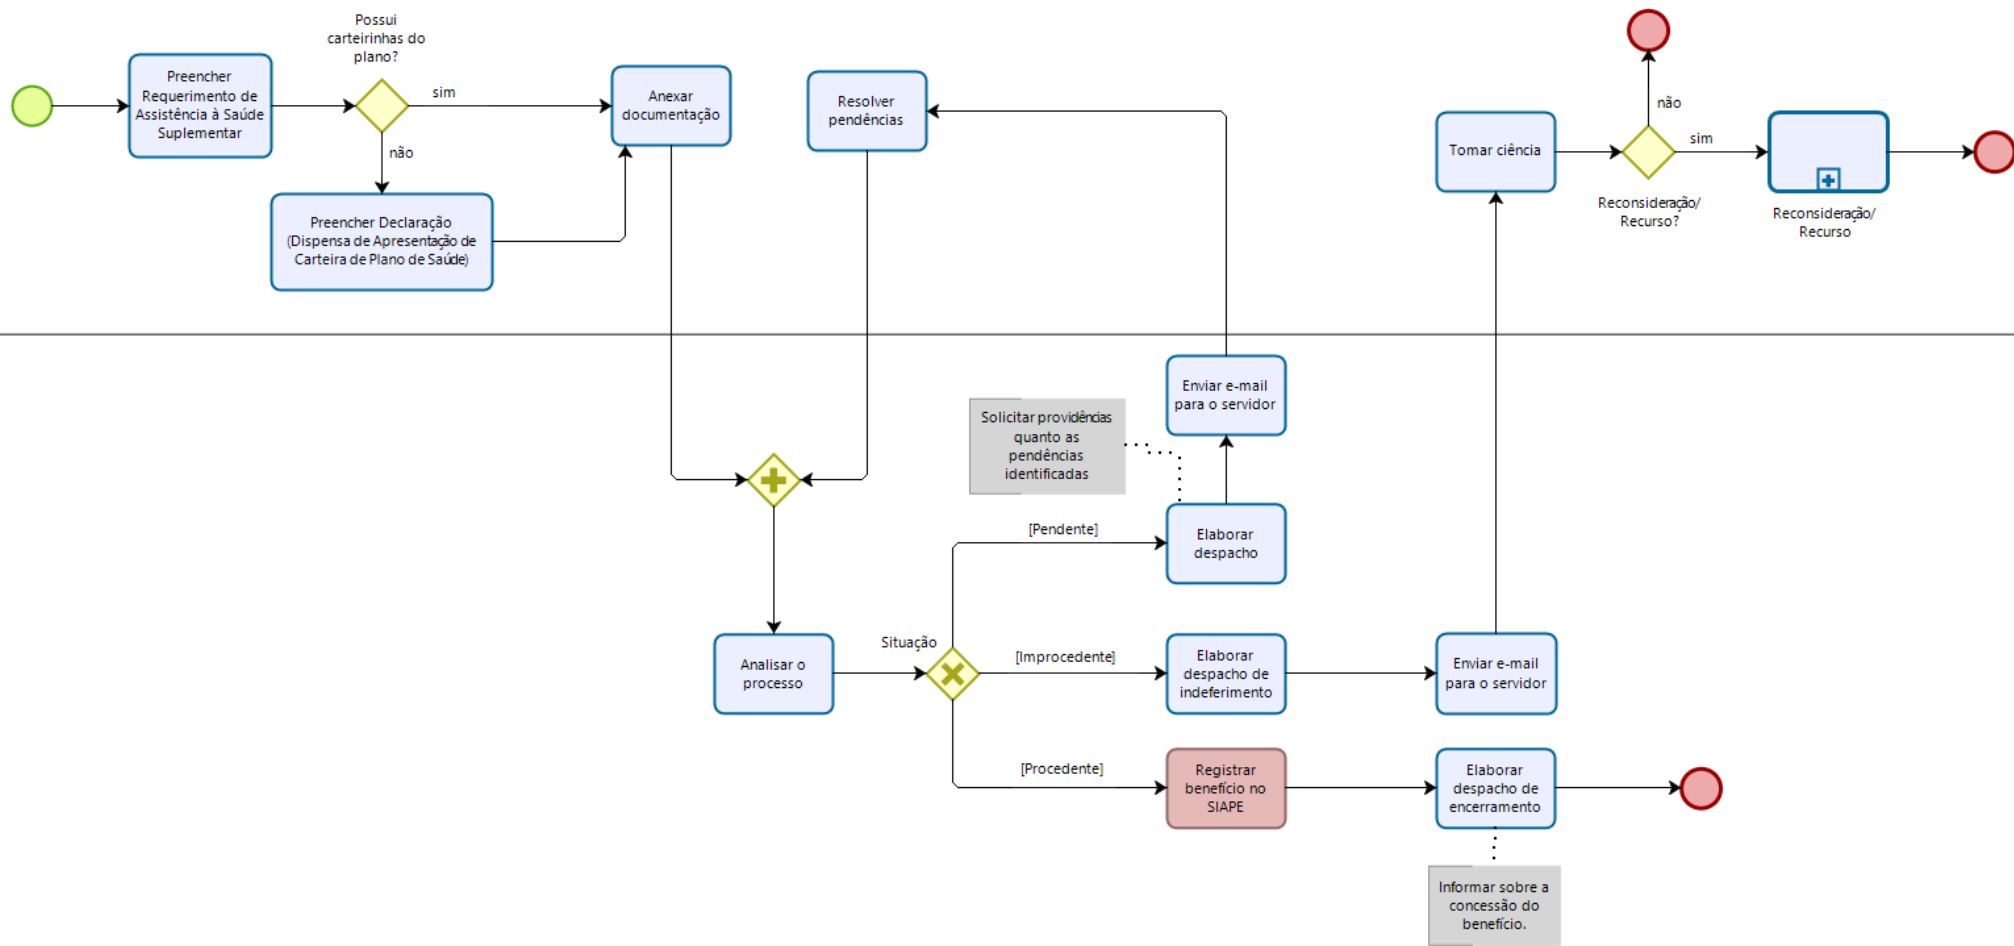 Possui
carteirinhas do
plano?
Preencher
Requerimento de
Assistência à Saúde
Suplementar
sim
não
Anexar
documentação
Preencher Declaração
(Dispensa de Apresentação de
Carteira de Plano de Saúde)
Resolver
pendências
Tomar ciência
não
sim
Reconsideração/
Recurso?
Reconsideração/
Recurso
Enviar e-mail
para o servidor
Solicitar providências
quanto as
pendências
identificadas
[Pendente]
Elaborar
despacho
Analisar o
processo
Situação
[Improcedente]
Elaborar
despacho de
indeferimento
Enviar e-mail
para o servidor
[Procedente]
Registrar
benefício no
SIAPE
Elaborar
despacho de
encerramento
Informar sobre a
concessão do
benefício.